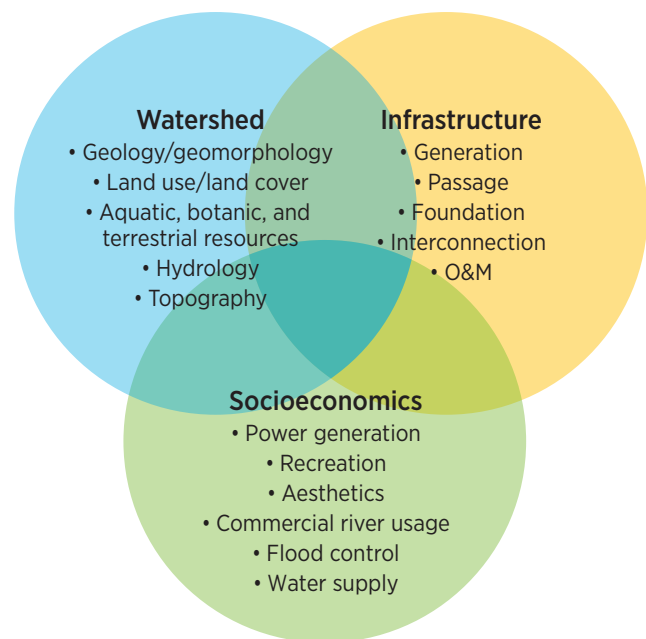 Watershed
• Geology/geomorphology
• Land use/land cover
• Aquatic, botanic, and
terrestrial resources
• Hydrology
• Topography
Infrastructure
• Generation
• Passage
• Foundation
• Interconnection
• O&M
Socioeconomics
• Power generation
• Recreation
• Aesthetics
• Commercial river usage
• Flood control
• Water supply